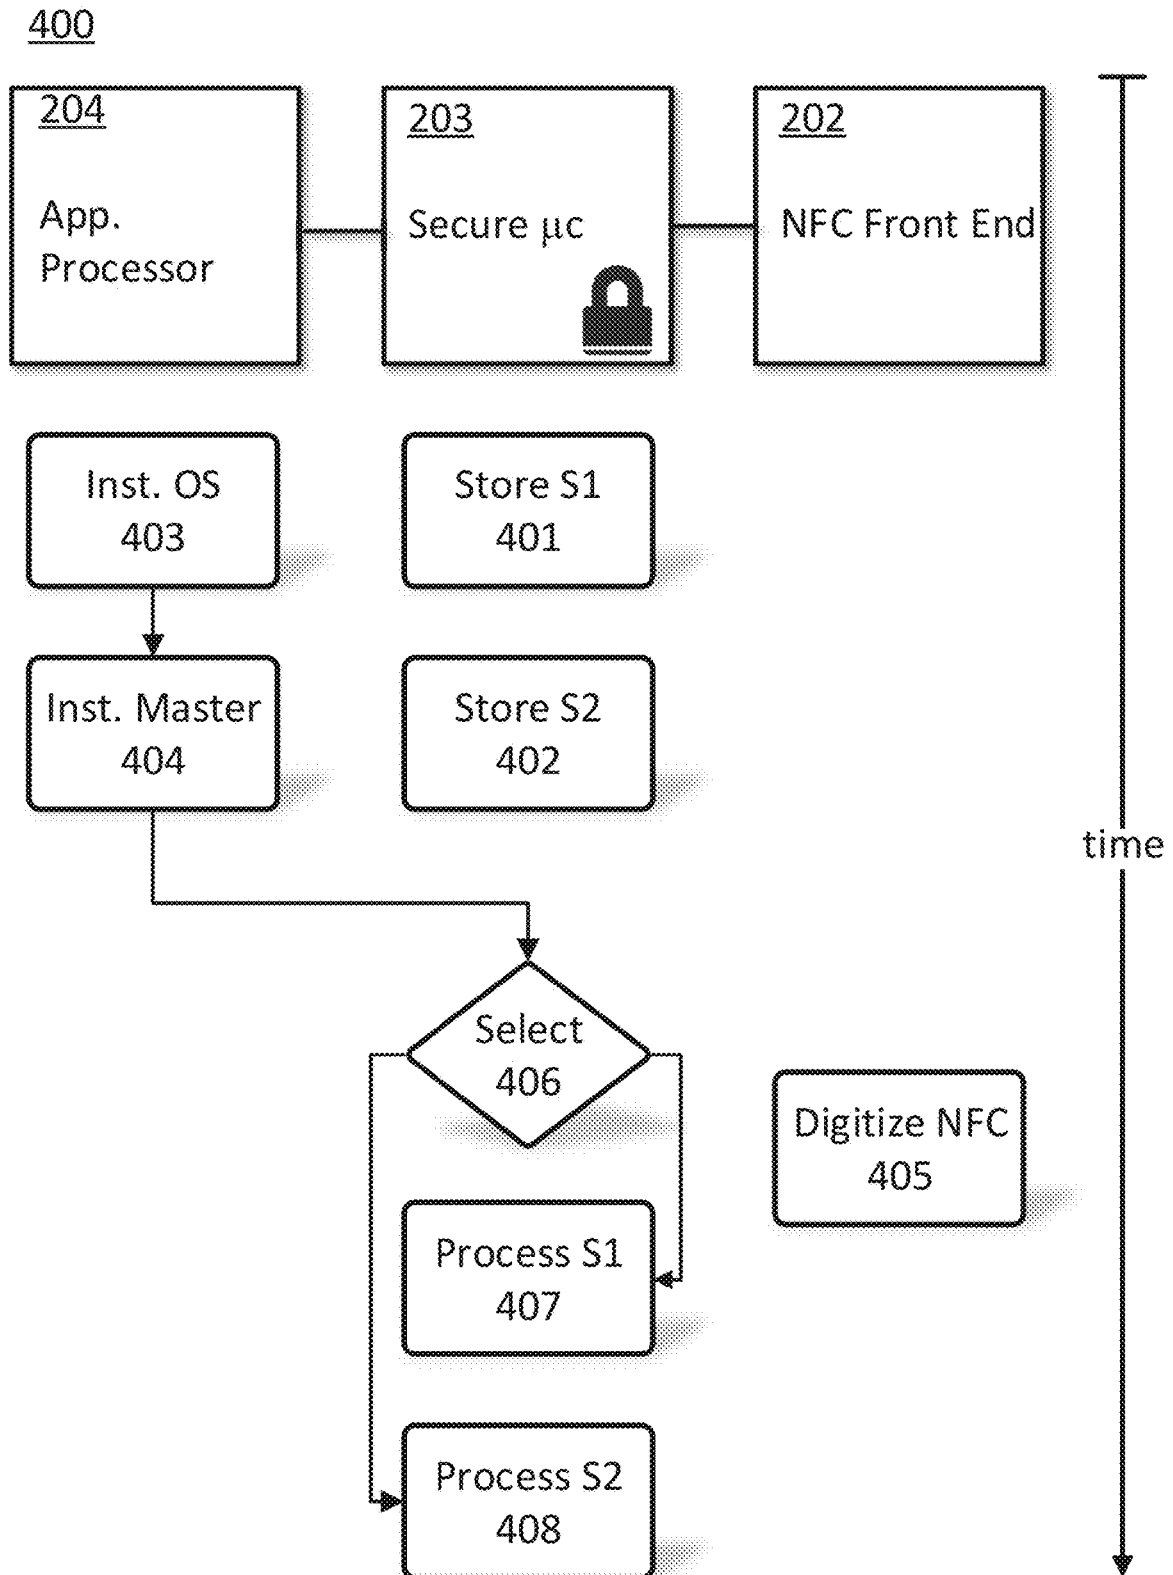 400
204
App.
Processor
203
Secure μc
202
NFC Front End
Inst. OS
403
Store S1
401
Inst. Master
404
Store S2
402
time
Select
406
Digitize NFC
405
Process S1
407
Process S2
408